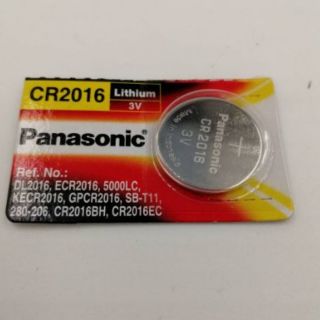 CR2016
Lithium
3V
Panasonic
Ref. No.:
DL2016, ECR2016, 5000LC,
KECR2016, GPCR2016, SB-T11,
280-206, CR2016BH, CR2016EC
Panasonic
CR2016
3V
+